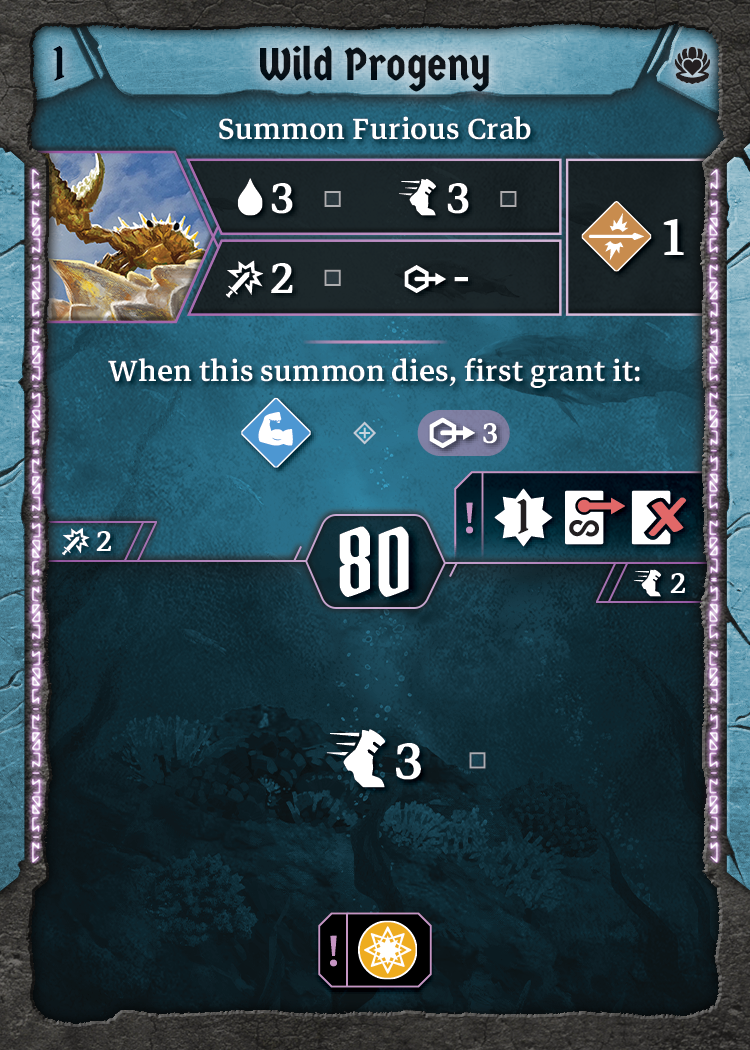 1 Wild Progeny
Summon Furious Crab
3 3
1
2 –
When this summon dies, first grant it:
+ 3
! 1 S
2 80
2
3
!